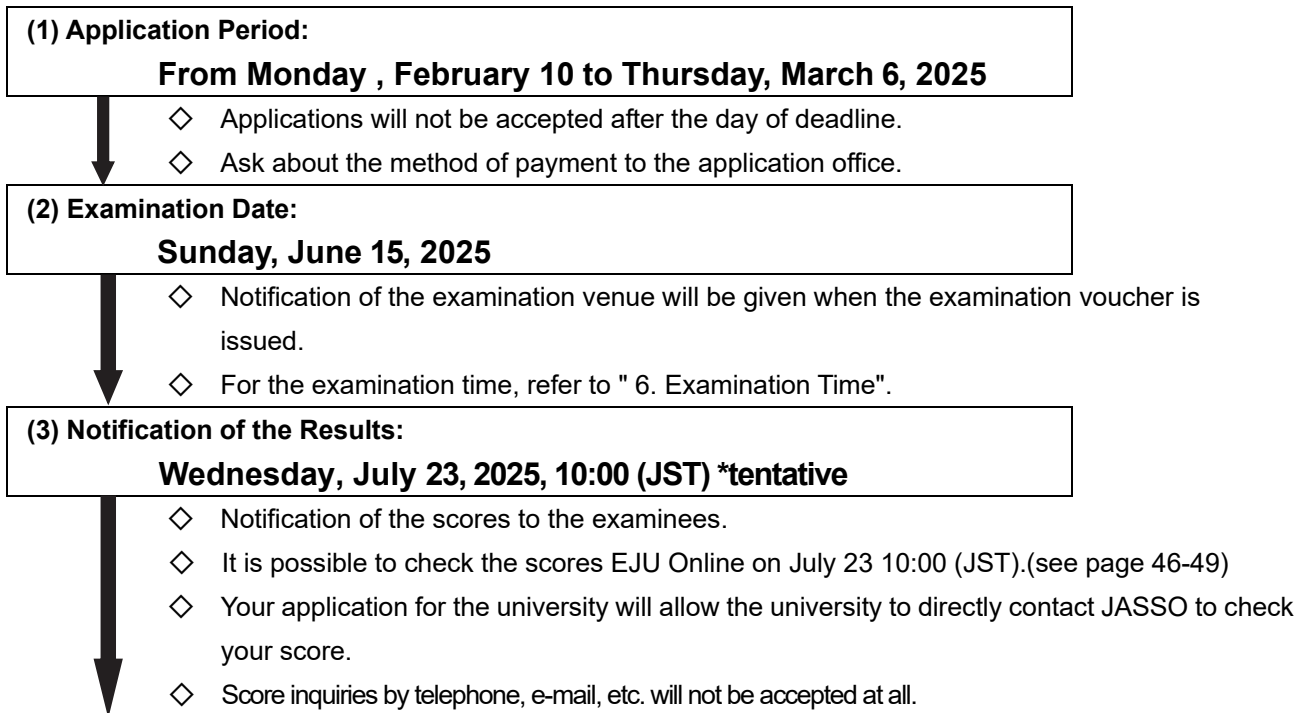 (1) Application Period:
From Monday , February 10 to Thursday, March 6, 2025
◇ Applications will not be accepted after the day of deadline.
◇ Ask about the method of payment to the application office.
(2) Examination Date:
Sunday, June 15, 2025
◇ Notification of the examination venue will be given when the examination voucher is
issued.
◇ For the examination time, refer to " 6. Examination Time".
(3) Notification of the Results:
Wednesday, July 23, 2025, 10:00 (JST) *tentative
◇ Notification of the scores to the examinees.
◇ It is possible to check the scores EJU Online on July 23 10:00 (JST).(see page 46-49)
◇ Your application for the university will allow the university to directly contact JASSO to check
your score.
◇ Score inquiries by telephone, e-mail, etc. will not be accepted at all.